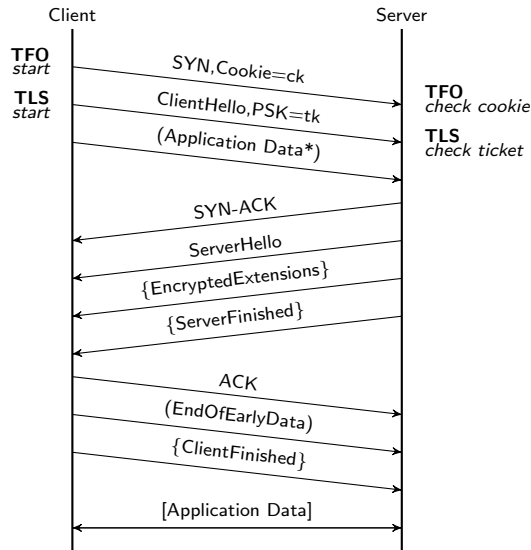 Client Server
TFO
start
SYN,Cookie=ck
TFO
check cookie
TLS
start
ClientHello,PSK=tk
TLS
check ticket
(Application Data*)
SYN-ACK
ServerHello
{EncryptedExtensions}
{ServerFinished}
ACK
(EndOfEarlyData)
{ClientFinished}
[Application Data]